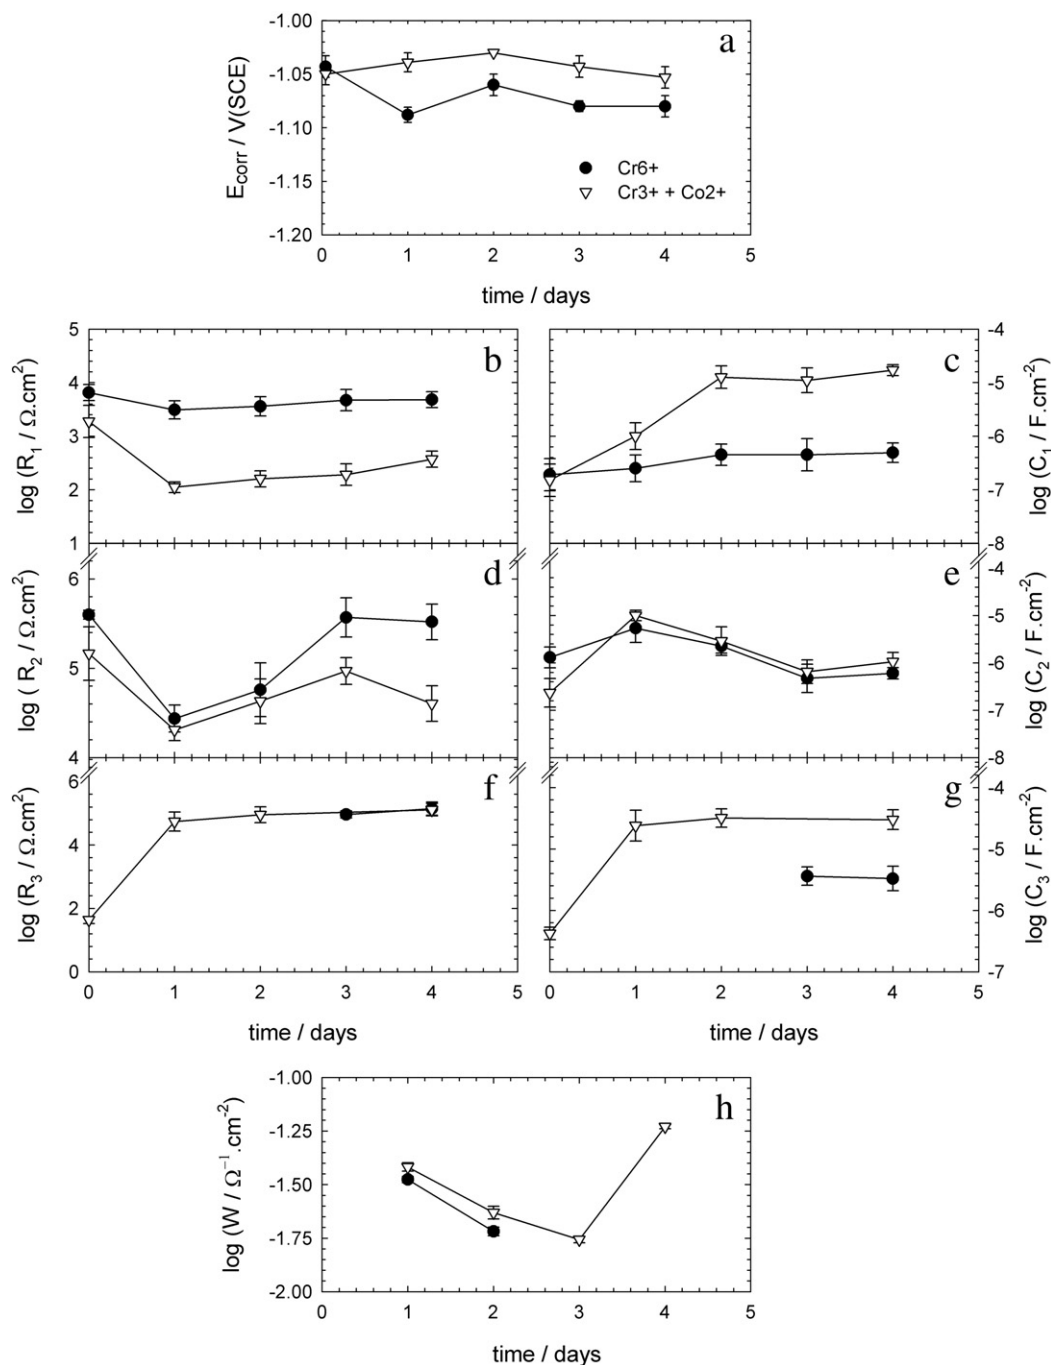 a
-1.00
-1.05
-1.10
-1.15
-1.20
E_corr / V(SCE)
Cr6+
Cr3+ + Co2+
0 1 2 3 4 5
time / days
b
5
4
3
2
1
log (R_1 / Ω.cm^2)
c
-4
-5
-6
-7
-8
log (C_1 / F.cm^-2)
d
6
5
4
log ( R_2 / Ω.cm^2)
e
-4
-5
-6
-7
-8
log (C_2 / F.cm^-2)
f
6
4
2
0
log (R_3 / Ω.cm^2)
0 1 2 3 4 5
time / days
g
-4
-5
-6
-7
log (C_3 / F.cm^-2)
0 1 2 3 4 5
time / days
h
-1.00
-1.25
-1.50
-1.75
-2.00
log (W / Ω^-1.cm^-2)
0 1 2 3 4 5
time / days